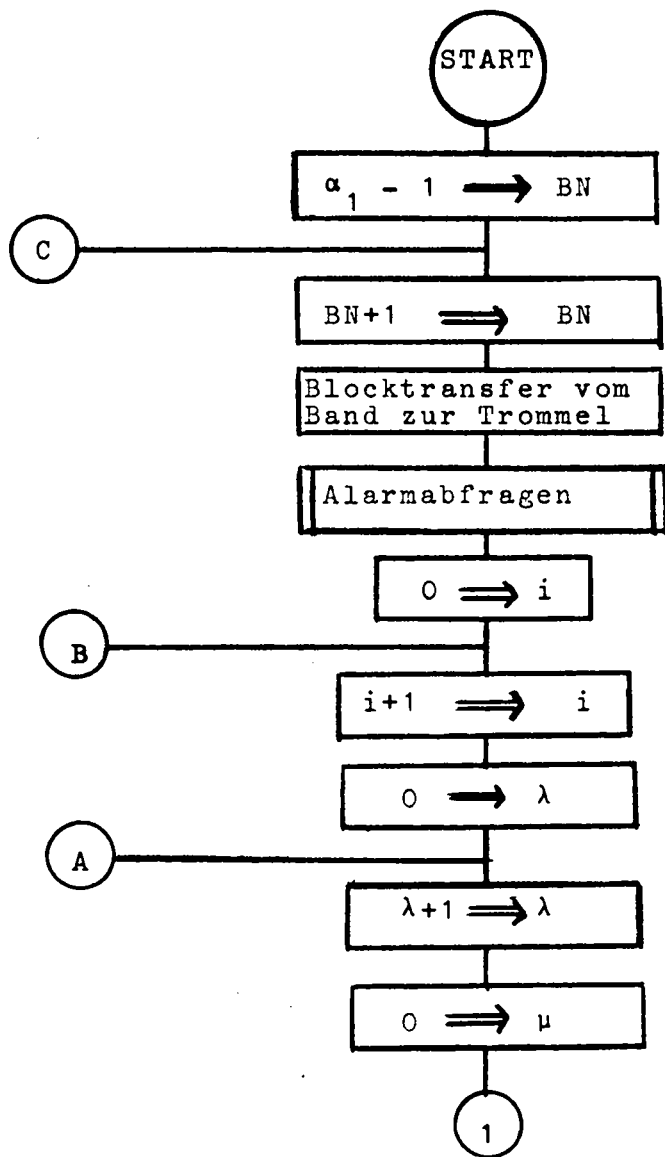 START
α₁ - 1 ⟹ BN
C
BN+1 ⟹ BN
Blocktransfer vom
Band zur Trommel
Alarmabfragen
0 ⟹ i
B
i+1 ⟹ i
0 ⟹ λ
A
λ+1 ⟹ λ
0 ⟹ μ
1